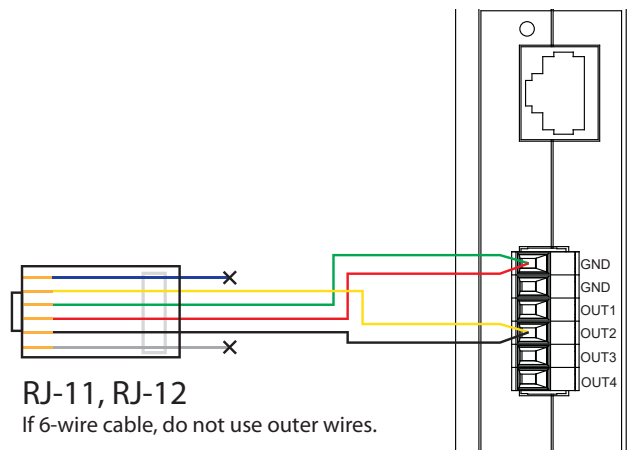 GND
GND
OUT1
OUT2
OUT3
OUT4
RJ-11, RJ-12
If 6-wire cable, do not use outer wires.